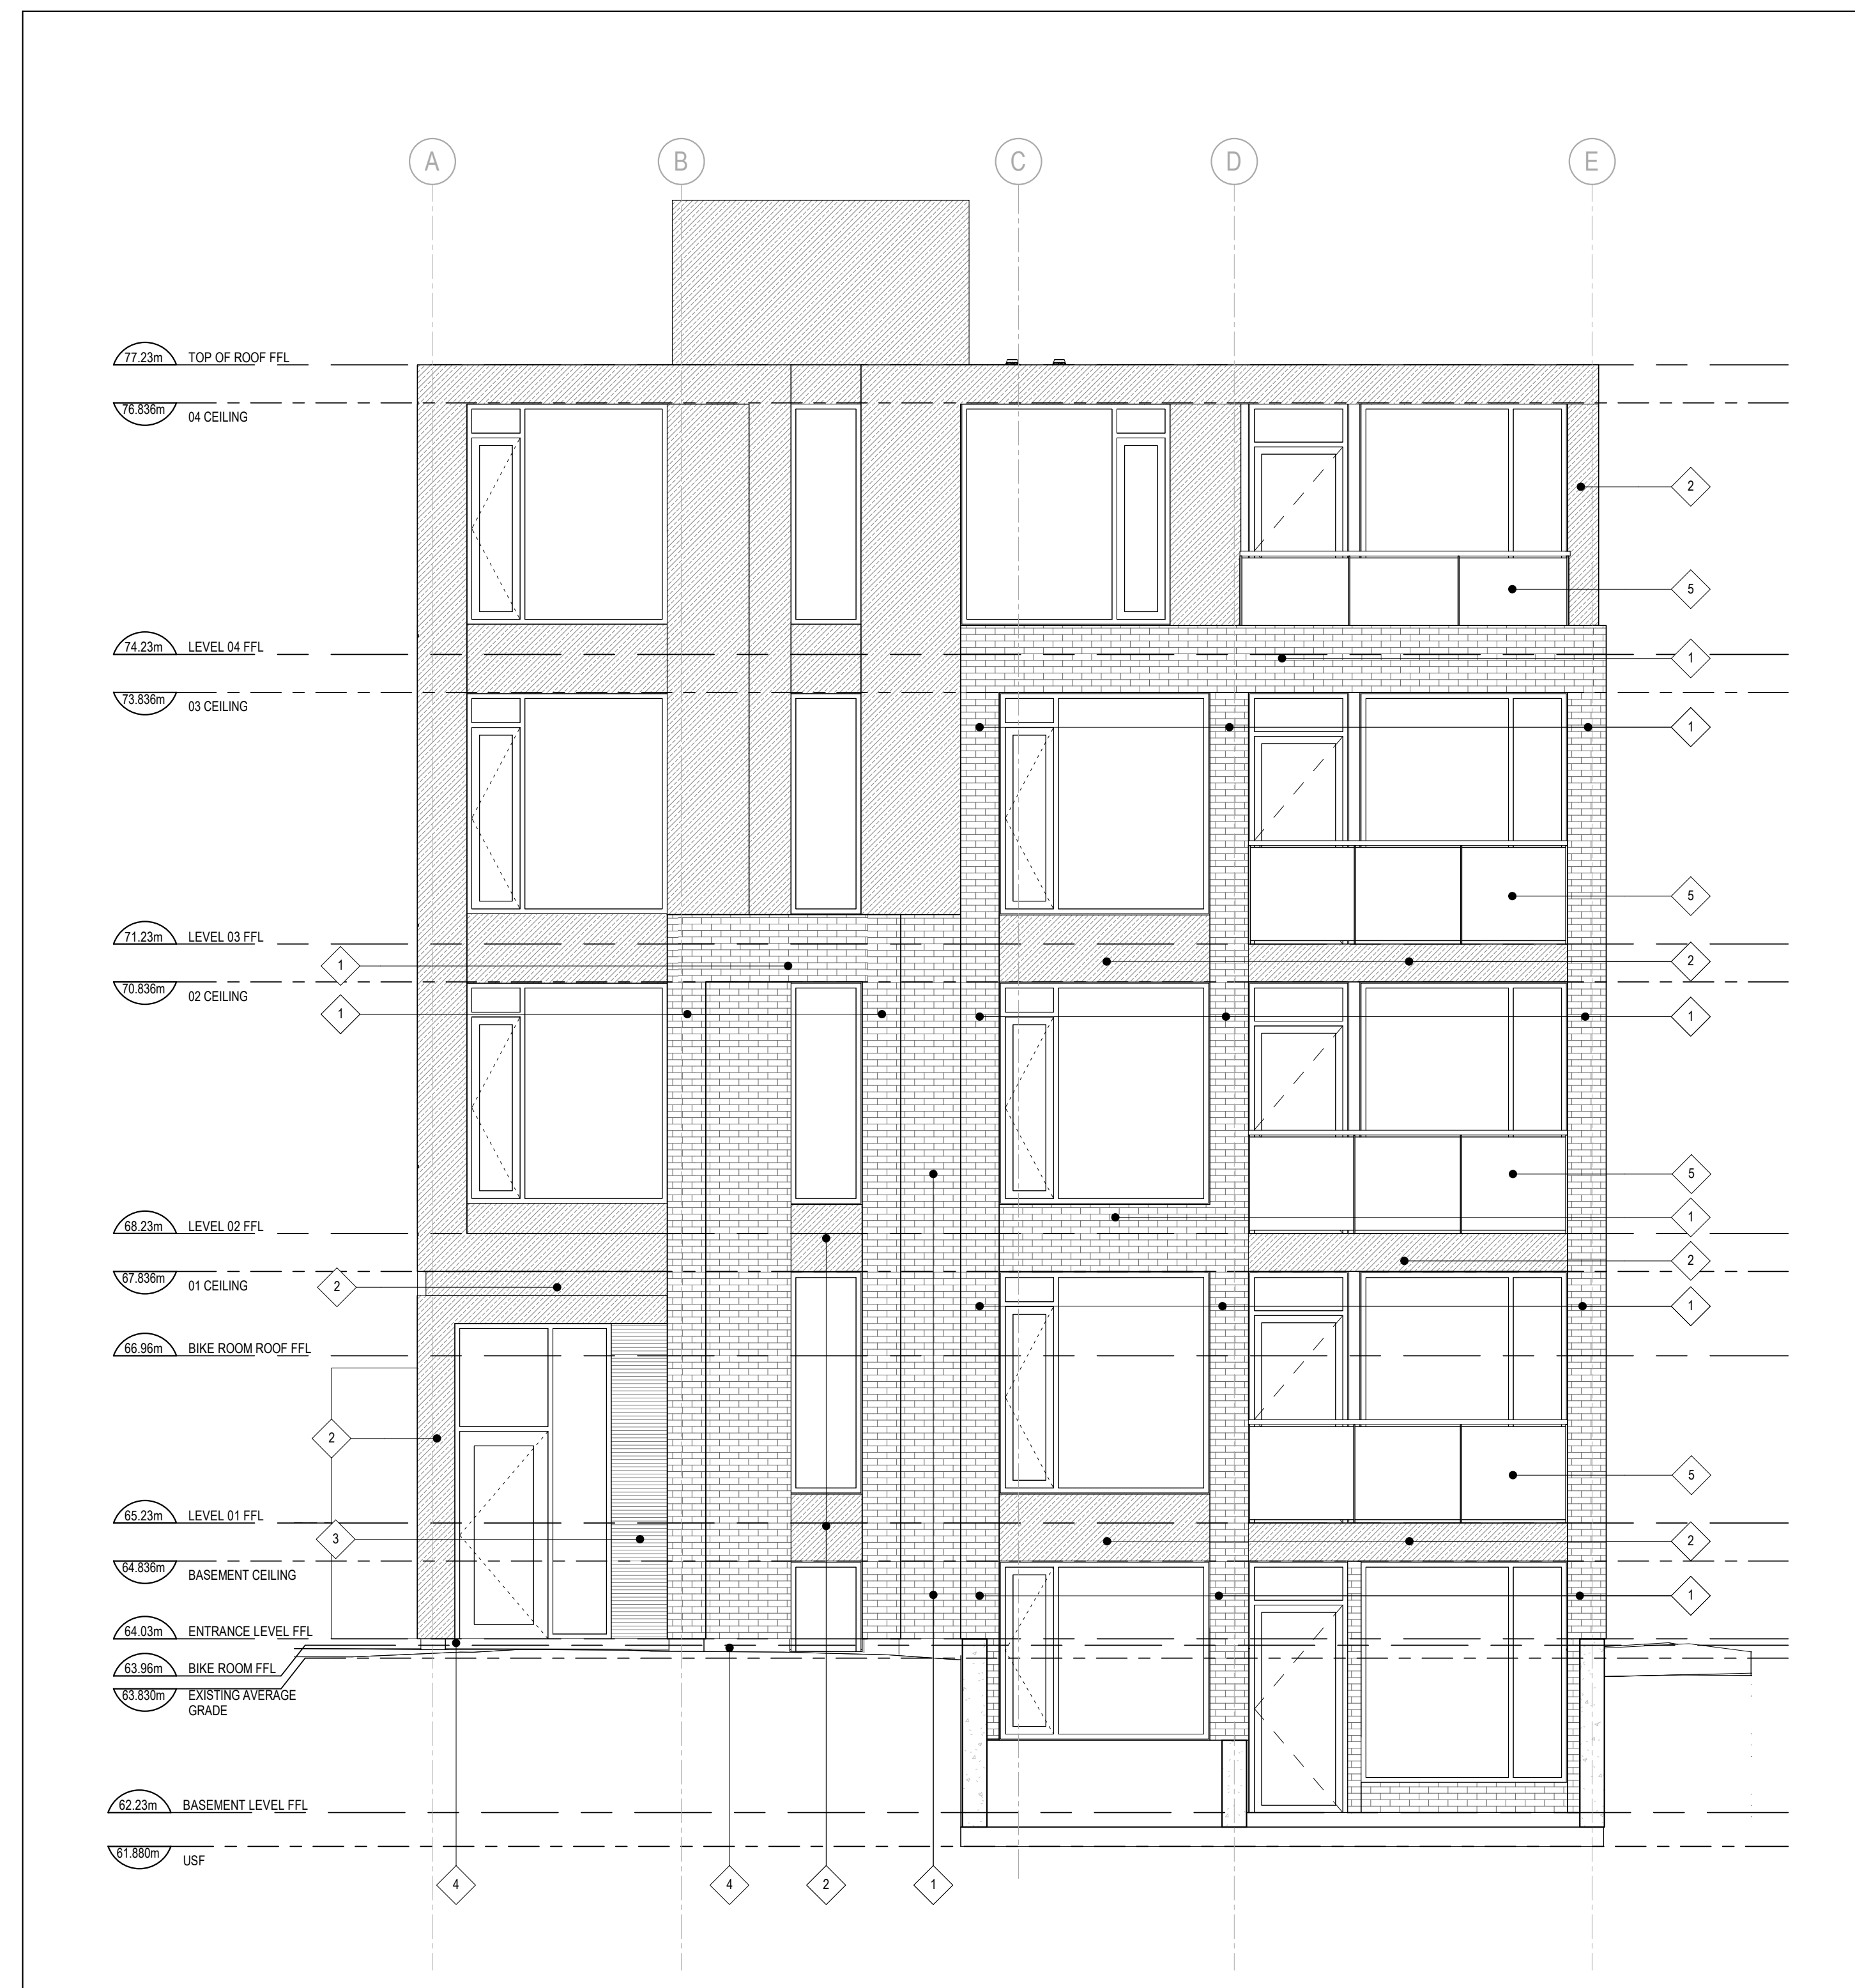 A B C D E
77.23m TOP OF ROOF FFL
76.836m 04 CEILING
2
5
74.23m LEVEL 04 FFL
1
73.836m 03 CEILING
1
5
71.23m LEVEL 03 FFL
1 2
70.836m 02 CEILING
1 1
5
68.23m LEVEL 02 FFL
1
2
67.836m 01 CEILING
2
1
66.96m BIKE ROOM ROOF FFL
2
5
65.23m LEVEL 01 FFL
3 2
64.836m BASEMENT CEILING
1
64.03m ENTRANCE LEVEL FFL
63.96m BIKE ROOM FFL
63.830m EXISTING AVERAGE
GRADE
62.23m BASEMENT LEVEL FFL
61.880m USF
4 4 2 1